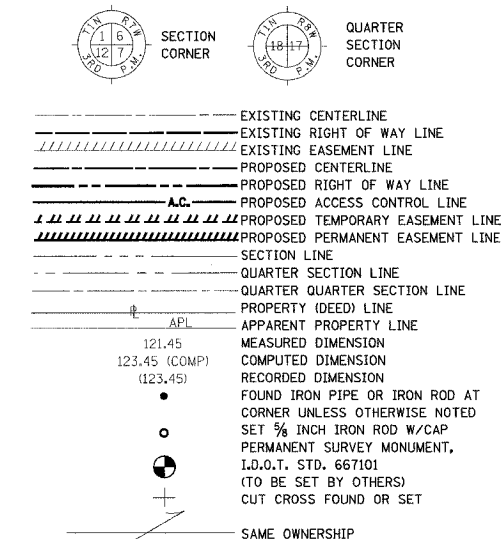 T1N R7W
1 6
12 7
3RD P.M.
SECTION
CORNER
T1N R8W
18 17
3RD P.M.
QUARTER
SECTION
CORNER
EXISTING CENTERLINE
EXISTING RIGHT OF WAY LINE
EXISTING EASEMENT LINE
PROPOSED CENTERLINE
PROPOSED RIGHT OF WAY LINE
A.C. PROPOSED ACCESS CONTROL LINE
PROPOSED TEMPORARY EASEMENT LINE
PROPOSED PERMANENT EASEMENT LINE
SECTION LINE
QUARTER SECTION LINE
QUARTER QUARTER SECTION LINE
PL PROPERTY (DEED) LINE
APL APPARENT PROPERTY LINE
121.45 MEASURED DIMENSION
123.45 (COMP) COMPUTED DIMENSION
(123.45) RECORDED DIMENSION
FOUND IRON PIPE OR IRON ROD AT
CORNER UNLESS OTHERWISE NOTED
SET 5/8 INCH IRON ROD W/CAP
PERMANENT SURVEY MONUMENT,
I.D.O.T. STD. 667101
(TO BE SET BY OTHERS)
CUT CROSS FOUND OR SET
SAME OWNERSHIP